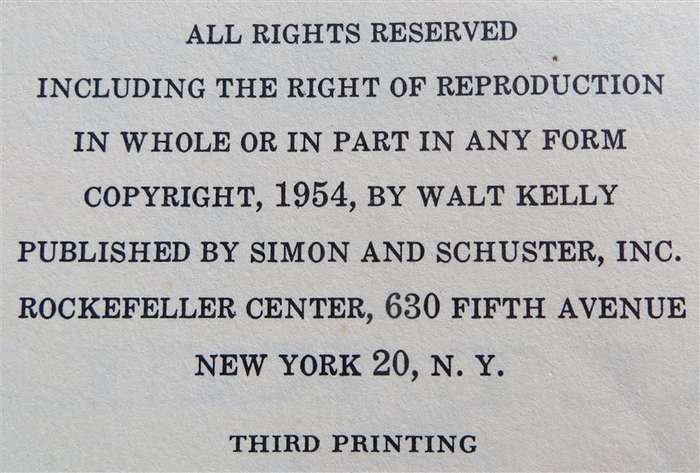 ALL RIGHTS RESERVED
INCLUDING THE RIGHT OF REPRODUCTION
IN WHOLE OR IN PART IN ANY FORM
COPYRIGHT, 1954, BY WALT KELLY
PUBLISHED BY SIMON AND SCHUSTER, INC.
ROCKEFELLER CENTER, 630 FIFTH AVENUE
NEW YORK 20, N. Y.
THIRD PRINTING